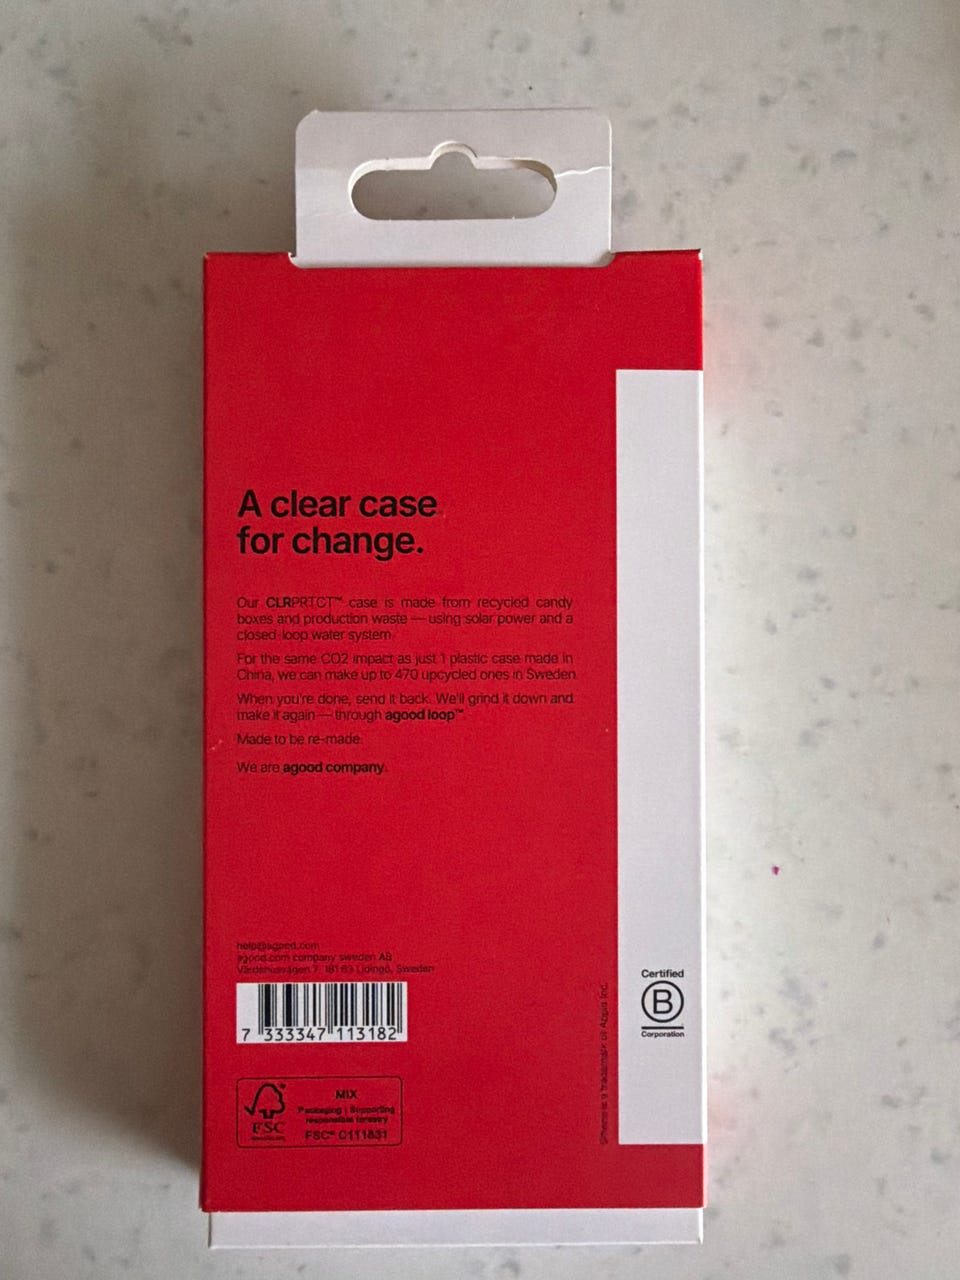 A clear case
for change.
Our CLRPRTCT™ case is made from recycled candy
boxes and production waste — using solar power and a
closed-loop water system.
For the same CO2 impact as just 1 plastic case made in
China, we can make up to 470 upcycled ones in Sweden.
When you're done, send it back. We'll grind it down and
make it again — through agood loop™.
Made to be re-made.
We are agood company.
help@agood.com
agood.com company sweden AB
Värdshusvägen 7, 181 63 Lidingö, Sweden
7 333347 113182
FSC
MIX
Packaging | Supporting
responsible forestry
FSC® C111831
iPhone is a trademark of Apple Inc.
Certified
B
Corporation